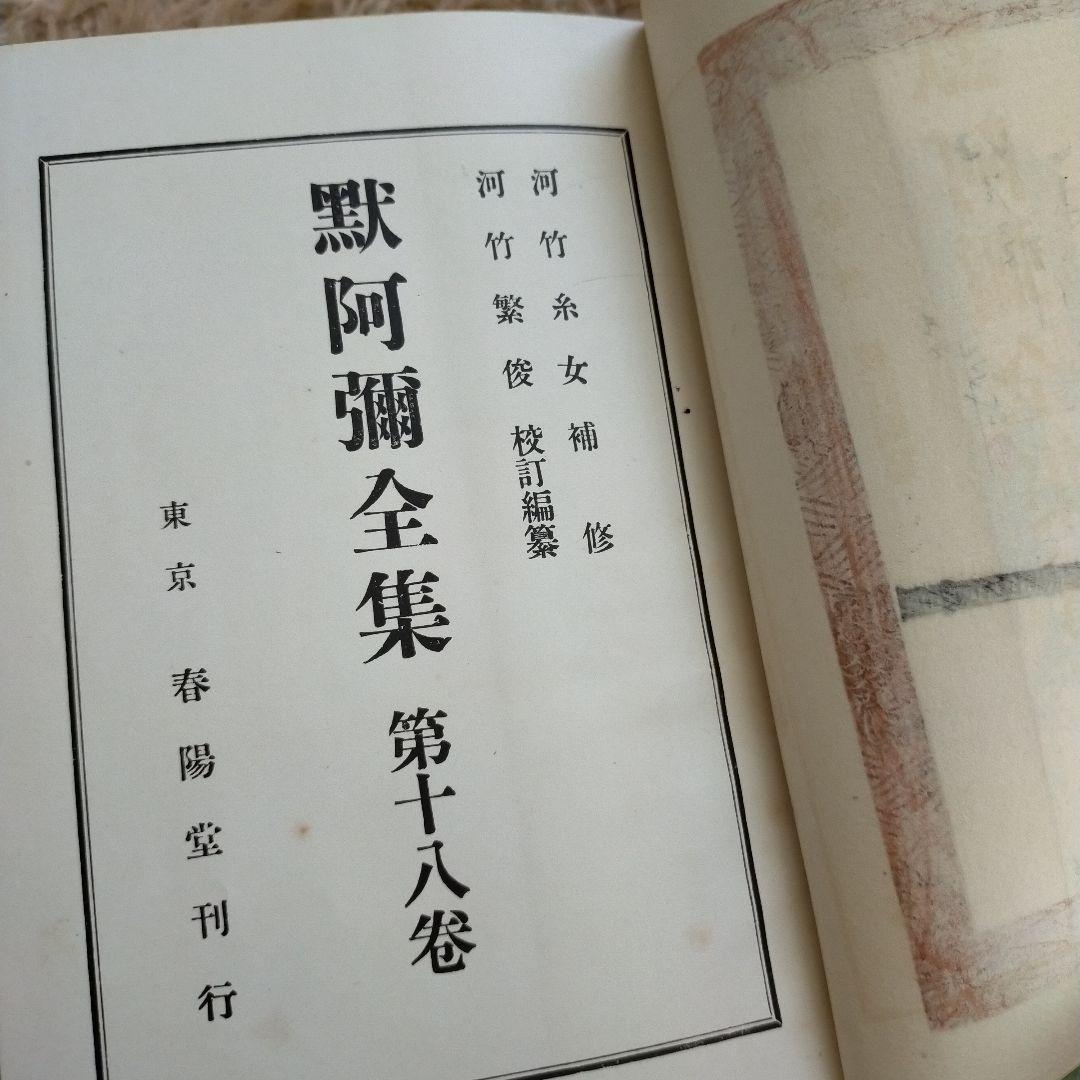 河竹糸女補修
河竹繁俊校訂編纂
默阿彌全集 第十八卷
東京 春陽堂刊行